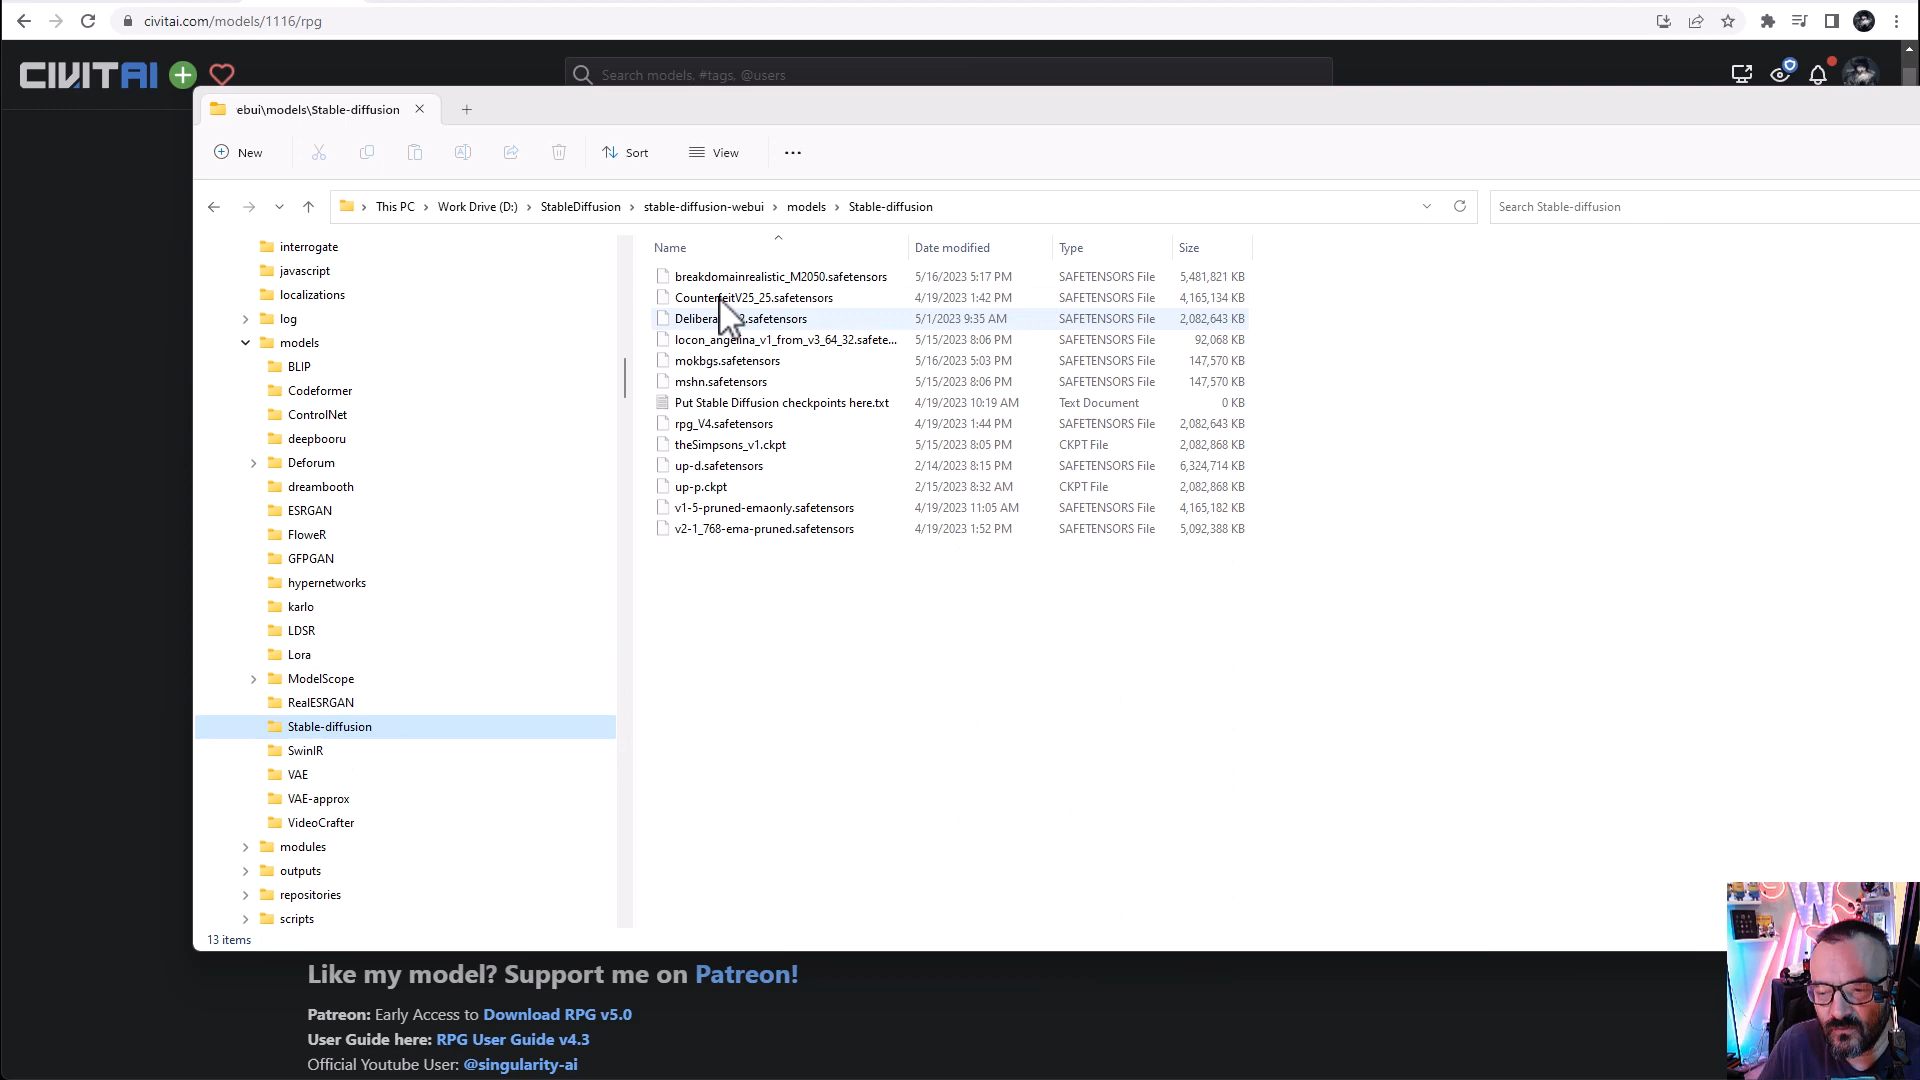 civitai.com/models/1116/rpg
CIVITAI
Search models, #tags, @users
ebui\models\Stable-diffusion
New
Sort
View
This PC > Work Drive (D:) > StableDiffusion > stable-diffusion-webui > models > Stable-diffusion
Search Stable-diffusion
Name Date modified Type Size
interrogate
javascript
localizations
log
models
BLIP
Codeformer
ControlNet
deepbooru
Deforum
dreambooth
ESRGAN
FloweR
GFPGAN
hypernetworks
karlo
LDSR
Lora
ModelScope
RealESRGAN
Stable-diffusion
SwinIR
VAE
VAE-approx
VideoCrafter
modules
outputs
repositories
scripts
breakdomainrealistic_M2050.safetensors 5/16/2023 5:17 PM SAFETENSORS File 5,481,821 KB
CounterfeitV25_25.safetensors 4/19/2023 1:42 PM SAFETENSORS File 4,165,134 KB
5/1/2023 9:35 AM SAFETENSORS File 2,082,643 KB
locon_angelina_v1_from_v3_64_32.safete... 5/15/2023 8:06 PM SAFETENSORS File 92,068 KB
mokbgs.safetensors 5/16/2023 5:03 PM SAFETENSORS File 147,570 KB
mshn.safetensors 5/15/2023 8:06 PM SAFETENSORS File 147,570 KB
Put Stable Diffusion checkpoints here.txt 4/19/2023 10:19 AM Text Document 0 KB
rpg_V4.safetensors 4/19/2023 1:44 PM SAFETENSORS File 2,082,643 KB
theSimpsons_v1.ckpt 5/15/2023 8:05 PM CKPT File 2,082,868 KB
up-d.safetensors 2/14/2023 8:15 PM SAFETENSORS File 6,324,714 KB
up-p.ckpt 2/15/2023 8:32 AM CKPT File 2,082,868 KB
v1-5-pruned-emaonly.safetensors 4/19/2023 11:05 AM SAFETENSORS File 4,165,182 KB
v2-1_768-ema-pruned.safetensors 4/19/2023 1:52 PM SAFETENSORS File 5,092,388 KB
13 items
Like my model? Support me on Patreon!
Patreon: Early Access to Download RPG v5.0
User Guide here: RPG User Guide v4.3
Official Youtube User: @singularity-ai